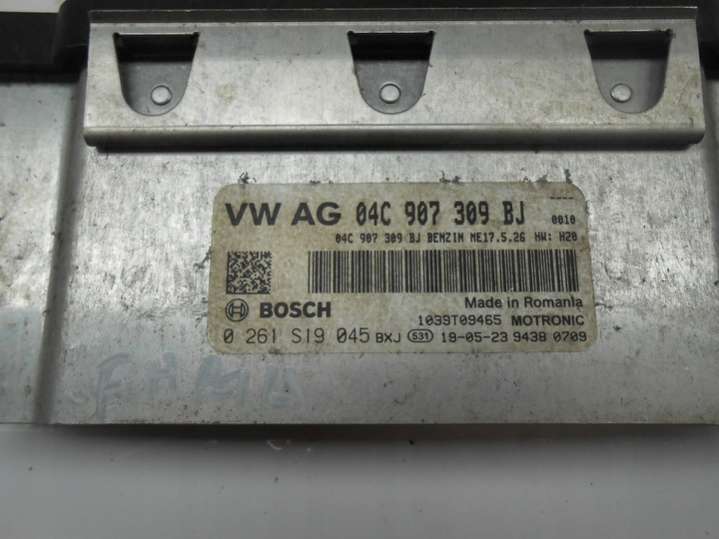 VW AG 04C 907 309 BJ ----
0010
04C 907 309 BJ BENZIN ME17.5.26 HW: H20
BOSCH
Made in Romania
1039T09465 MOTRONIC
0 261 S19 045 BXJ S31 18-05-23 9438 0709